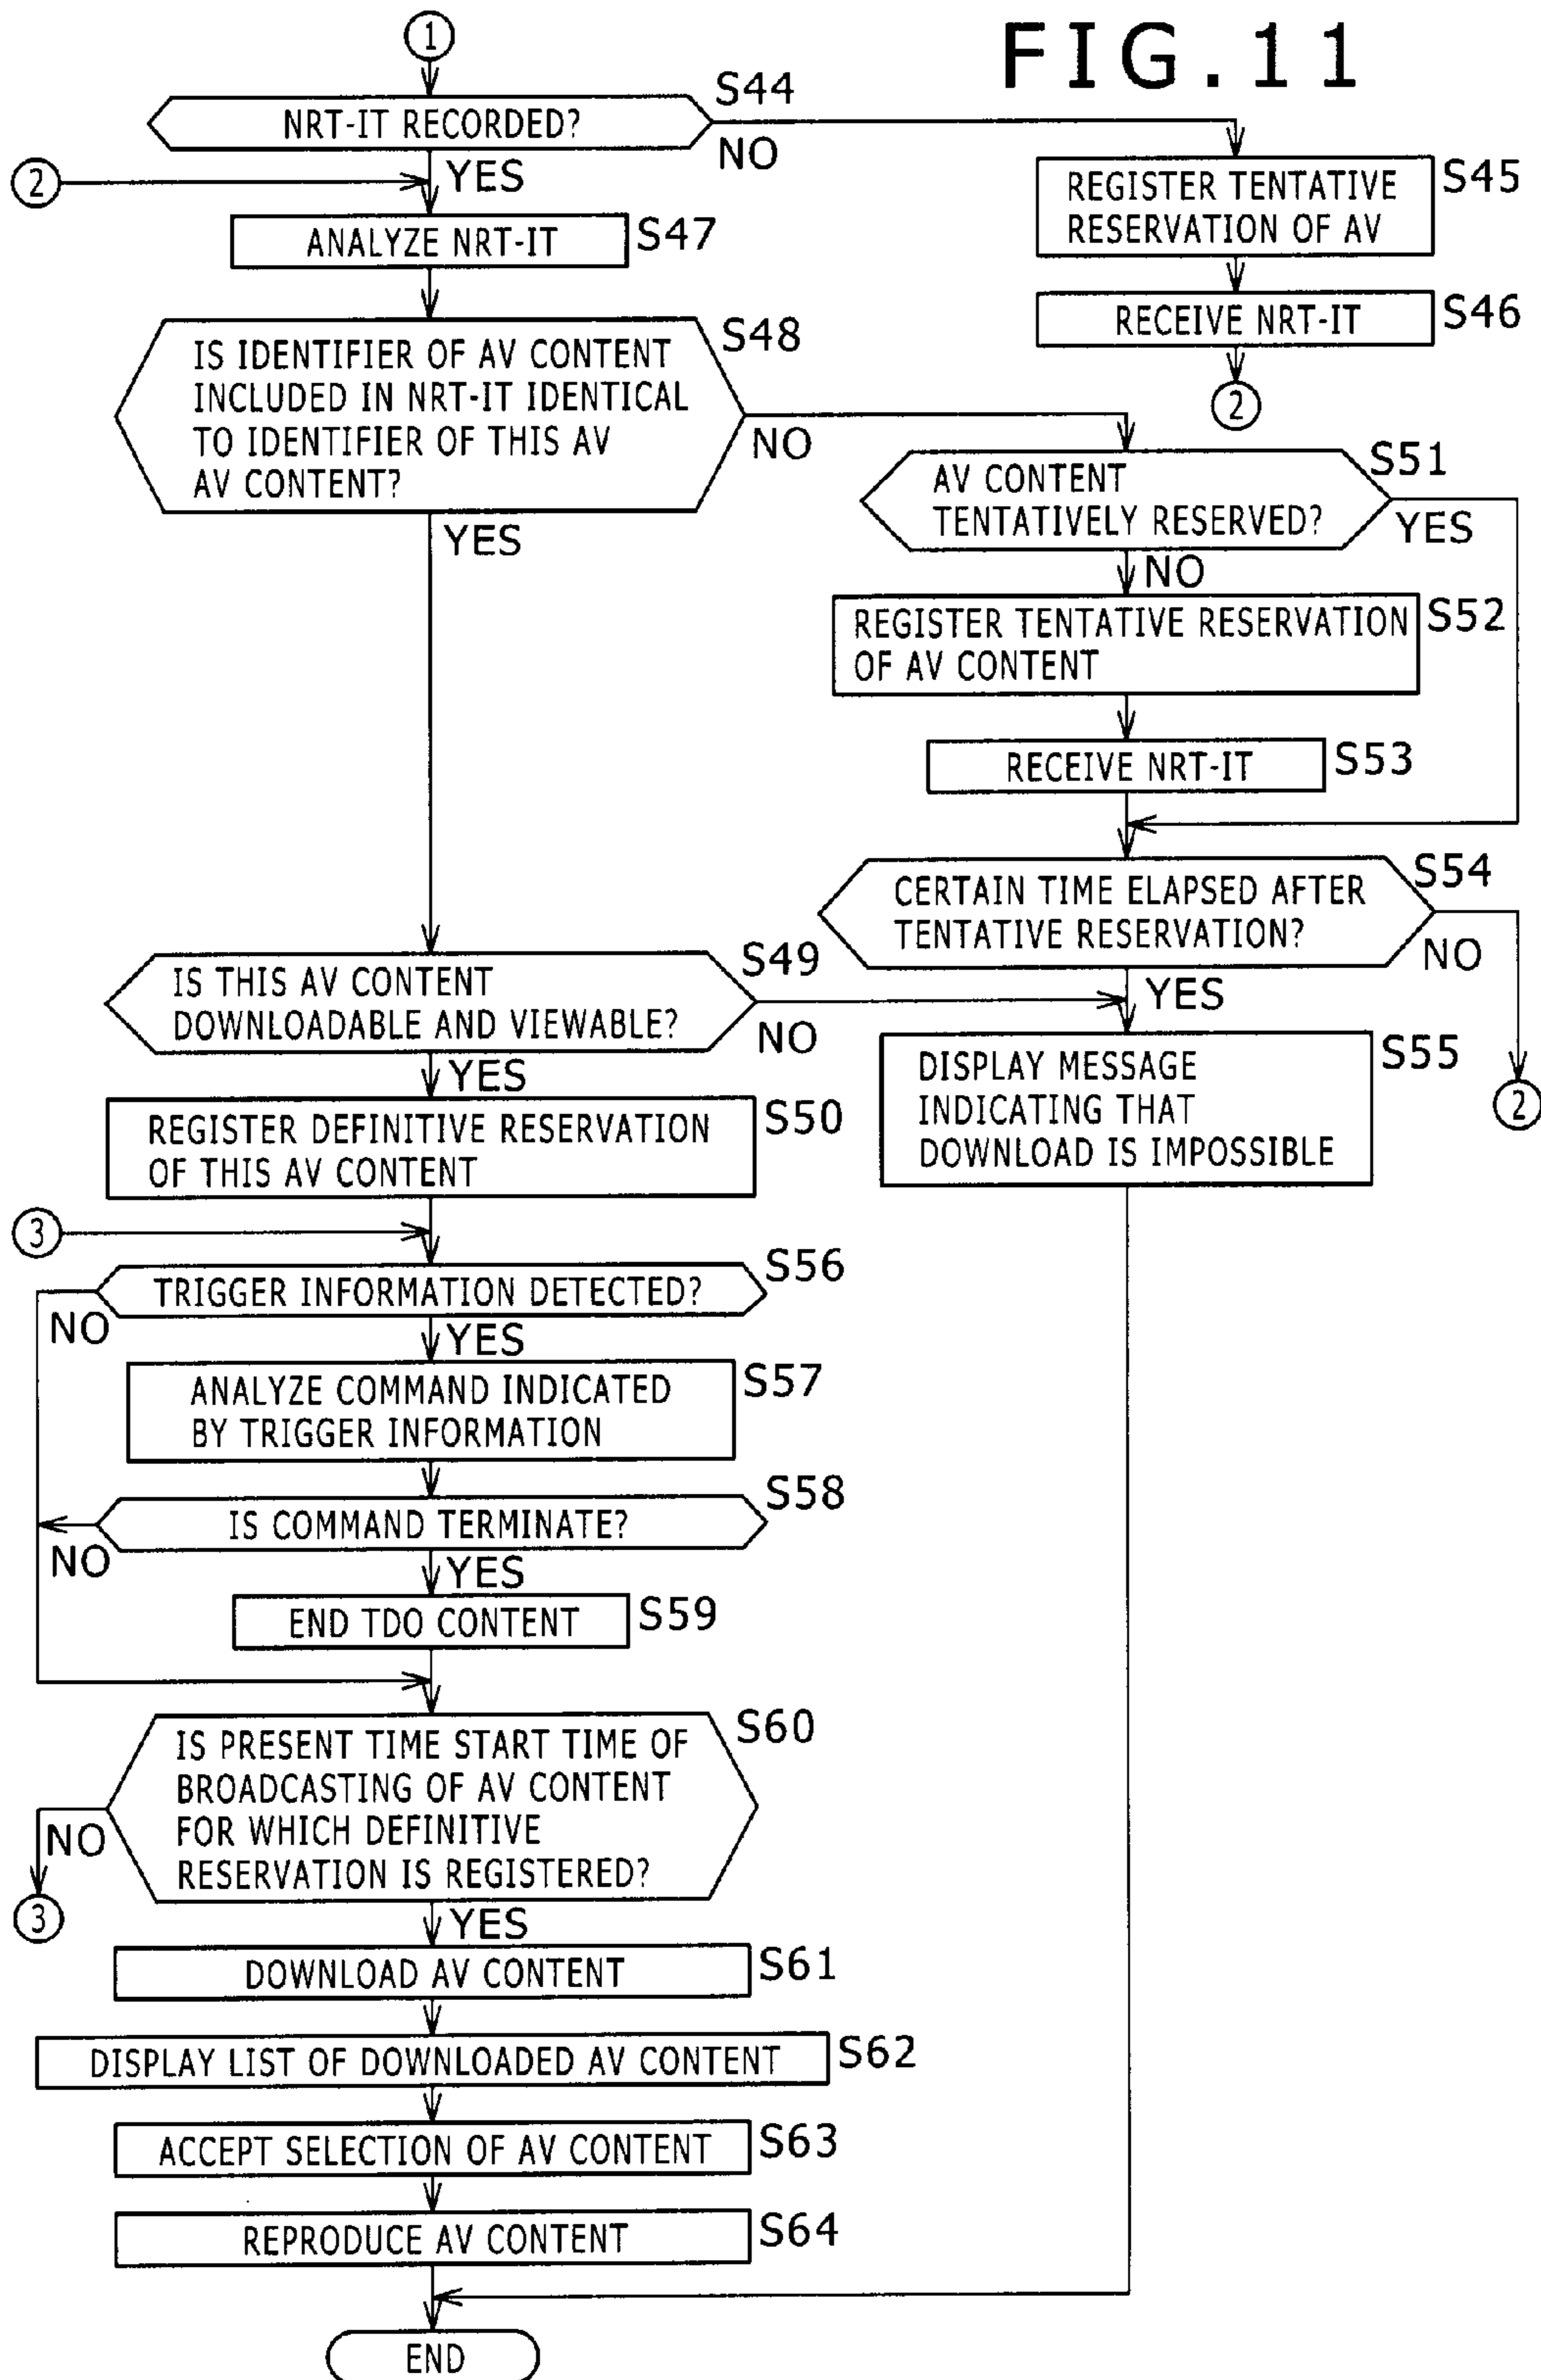 FIG.11
1
NRT-IT RECORDED?
S44
NO
YES
2
REGISTER TENTATIVE
RESERVATION OF AV
S45
ANALYZE NRT-IT
S47
RECEIVE NRT-IT
S46
2
IS IDENTIFIER OF AV CONTENT
INCLUDED IN NRT-IT IDENTICAL
TO IDENTIFIER OF THIS AV
AV CONTENT?
S48
NO
YES
AV CONTENT
TENTATIVELY RESERVED?
S51
YES
NO
REGISTER TENTATIVE RESERVATION
OF AV CONTENT
S52
RECEIVE NRT-IT
S53
CERTAIN TIME ELAPSED AFTER
TENTATIVE RESERVATION?
S54
NO
YES
2
IS THIS AV CONTENT
DOWNLOADABLE AND VIEWABLE?
S49
NO
YES
DISPLAY MESSAGE
INDICATING THAT
DOWNLOAD IS IMPOSSIBLE
S55
REGISTER DEFINITIVE RESERVATION
OF THIS AV CONTENT
S50
3
TRIGGER INFORMATION DETECTED?
S56
NO
YES
ANALYZE COMMAND INDICATED
BY TRIGGER INFORMATION
S57
IS COMMAND TERMINATE?
S58
NO
YES
END TDO CONTENT
S59
IS PRESENT TIME START TIME OF
BROADCASTING OF AV CONTENT
FOR WHICH DEFINITIVE
RESERVATION IS REGISTERED?
S60
NO
3
YES
DOWNLOAD AV CONTENT
S61
DISPLAY LIST OF DOWNLOADED AV CONTENT
S62
ACCEPT SELECTION OF AV CONTENT
S63
REPRODUCE AV CONTENT
S64
END